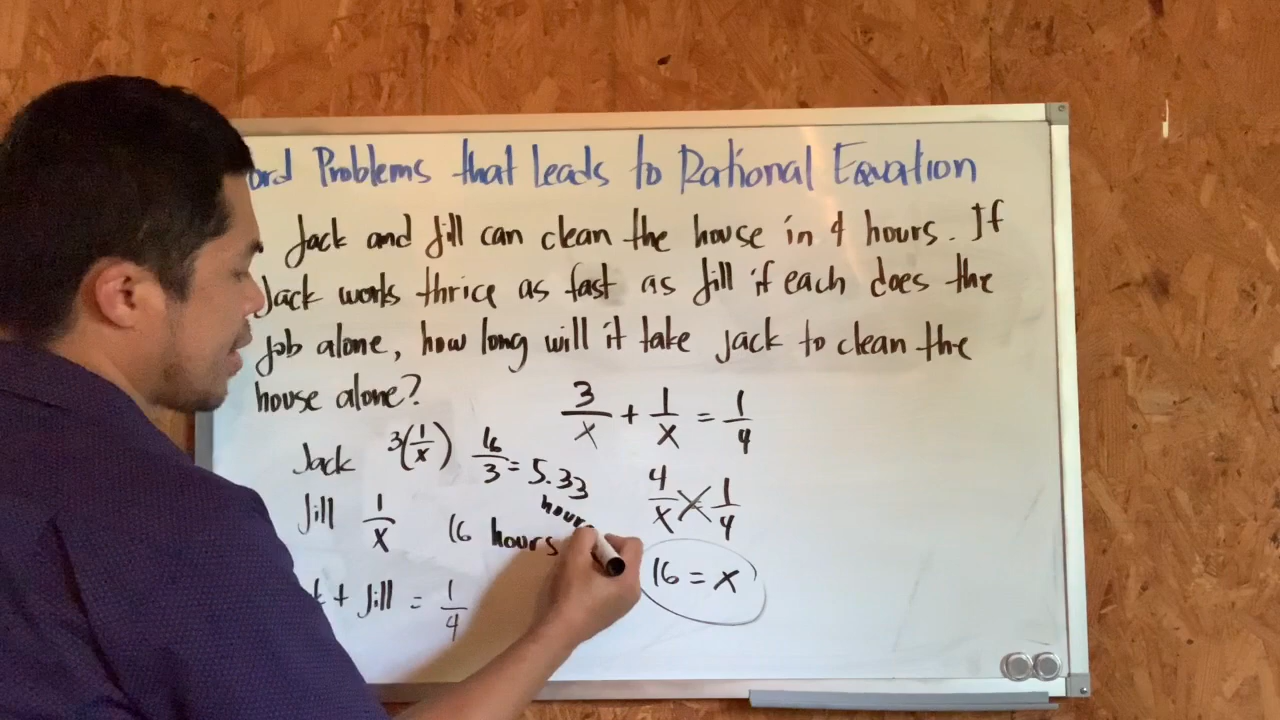 ord Problems that leads to Rational Equation
Jack and Jill can clean the house in 4 hours. If
Jack works thrice as fast as Jill if each does the
job alone, how long will it take Jack to clean the
house alone?
3/x + 1/x = 1/4
Jack 3(1/x) 16/3 = 5.33
hours
4/x 1/4
Jill 1/x 16 hours
16 = x
k + Jill = 1/4